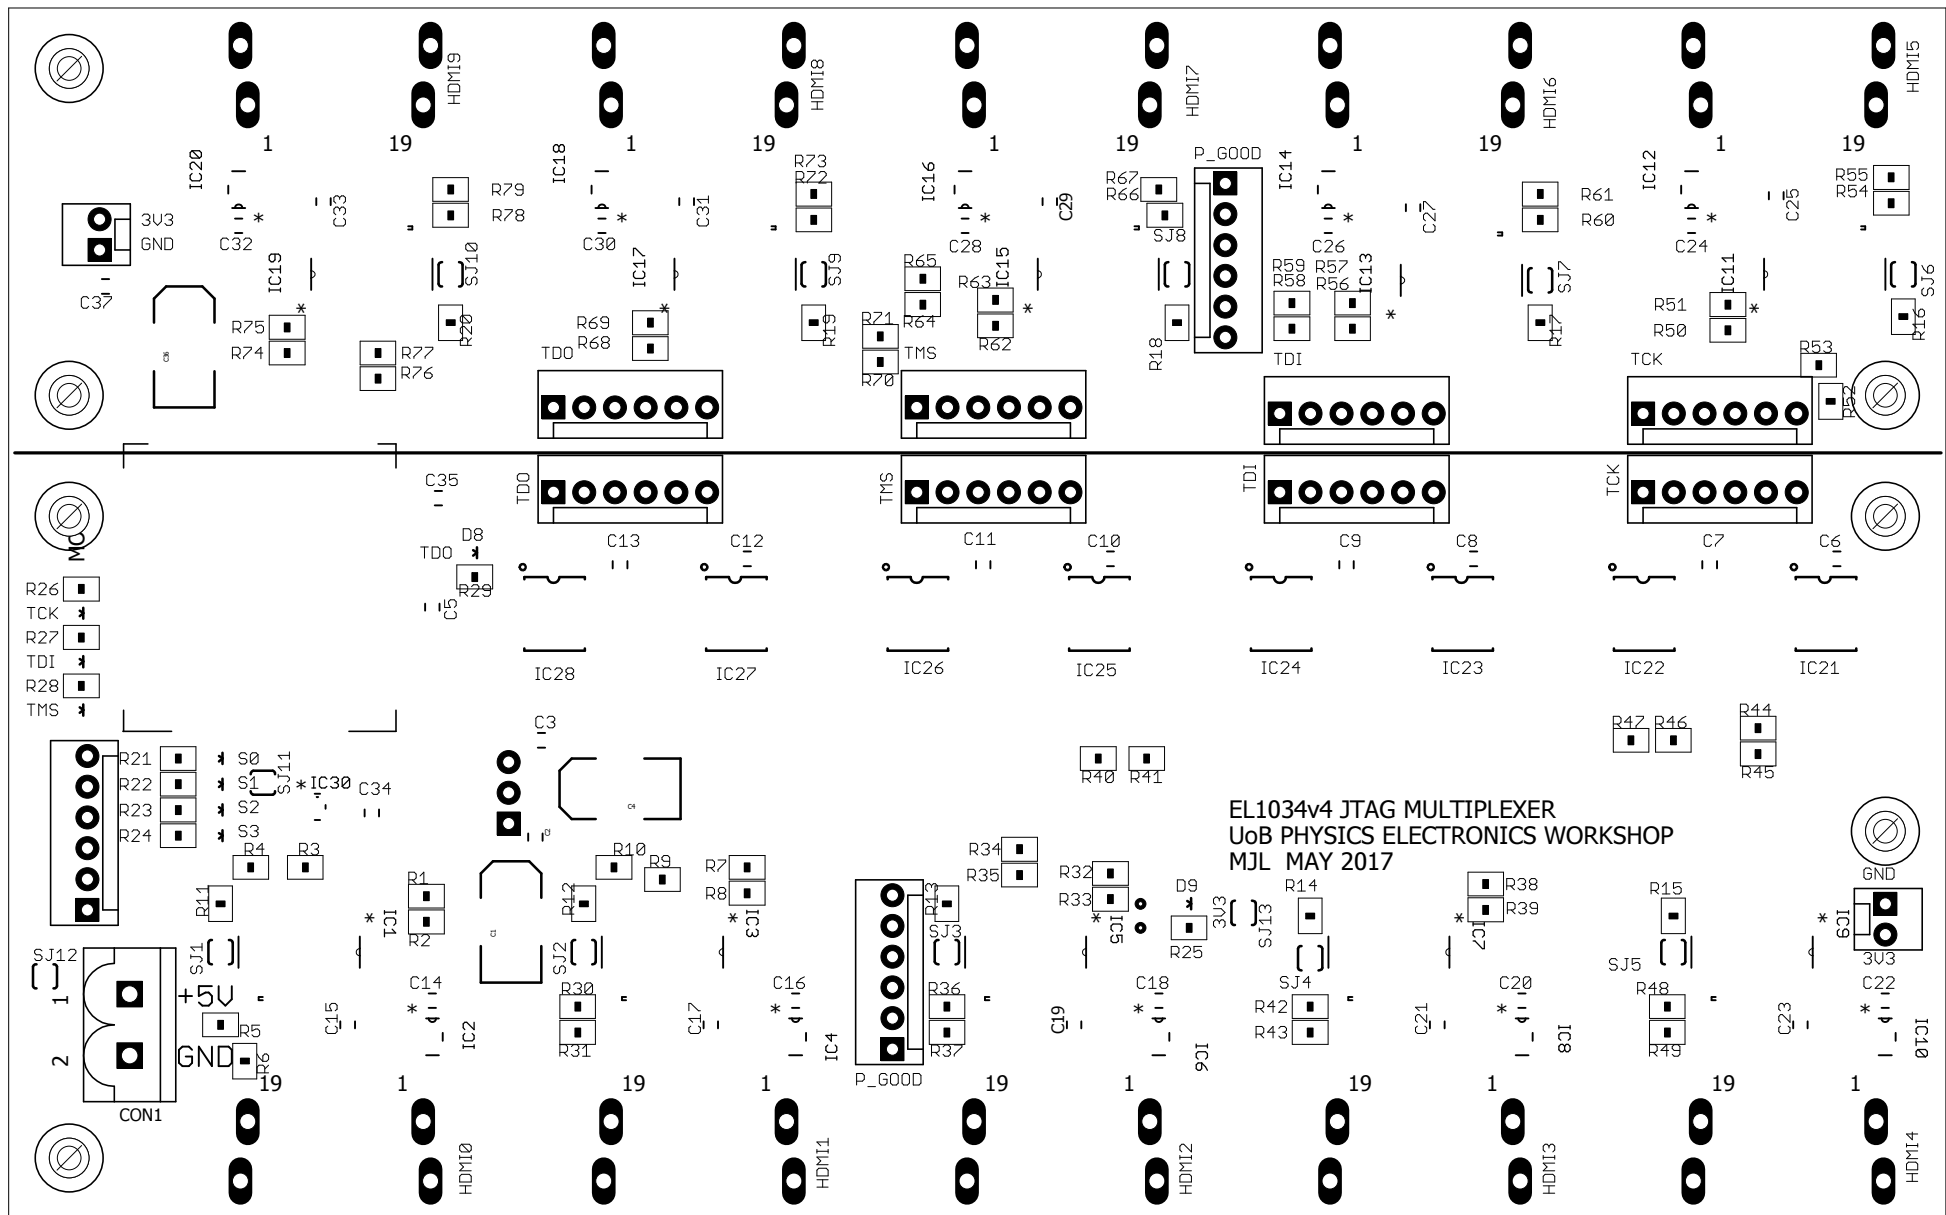 HDMI9
HDMI8
HDMI7
HDMI6
HDMI5
1
19
1
19
1
19
1
19
1
19
IC20
R79
R78
C33
C32
*
3V3
GND
C37
IC19
SJ10
*
R20
R75
R74
R77
R76
IC18
R73
R72
C31
C30
*
IC17
SJ9
*
R19
R69
R68
TDO
R71
R70
IC16
R67
R66
C29
C28
*
SJ8
R65
R64
R63
R62
IC15
*
R18
TMS
P_GOOD
IC14
R61
R60
C27
C26
*
R59
R58
R57
R56
IC13
SJ7
*
R17
TDI
IC12
R55
R54
C25
C24
*
IC11
SJ6
*
R16
R51
R50
R53
R52
TCK
C35
TDO
TMS
TDI
TCK
D8
TDO
R29
C5
C13
C12
C11
C10
C9
C8
C7
C6
R26
TCK
R27
TDI
R28
TMS
IC28
IC27
IC26
IC25
IC24
IC23
IC22
IC21
R47
R46
R44
R45
C3
R21
S0
R22
S1
R23
S2
R24
S3
SJ11
*
IC30
C34
C4
C2
R40
R41
EL1034v4 JTAG MULTIPLEXER
UoB PHYSICS ELECTRONICS WORKSHOP
MJL MAY 2017
R4
R3
R10
R9
R7
R8
R34
R35
R32
R33
D9
3V3
SJ13
R25
R14
R38
R39
R15
GND
3V3
R11
R1
R2
*
IC1
R12
C1
*
IC3
R13
*
IC5
*
IC7
*
IC9
SJ12
SJ1
SJ2
SJ3
SJ4
SJ5
1
+5V
2
GND
CON1
R5
R6
C15
C14
*
IC2
R30
R31
C17
C16
*
IC4
R36
R37
P_GOOD
C19
C18
*
IC6
R42
R43
C21
C20
*
IC8
R48
R49
C23
C22
*
IC10
19
1
19
1
19
1
19
1
19
1
HDMI0
HDMI1
HDMI2
HDMI3
HDMI4